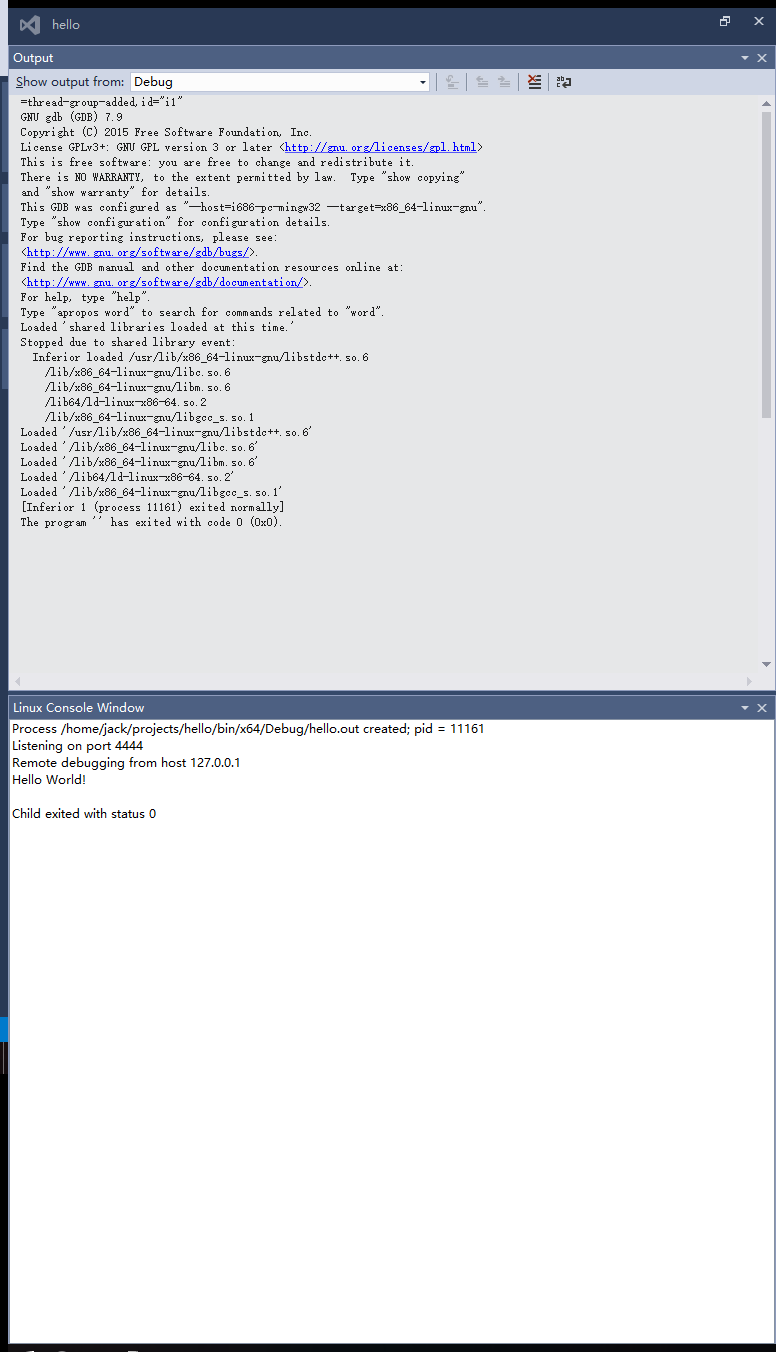 hello
Output
Show output from: Debug
=thread-group-added,id="i1"
GNU gdb (GDB) 7.9
Copyright (C) 2015 Free Software Foundation, Inc.
License GPLv3+: GNU GPL version 3 or later <http://gnu.org/licenses/gpl.html>
This is free software: you are free to change and redistribute it.
There is NO WARRANTY, to the extent permitted by law.  Type "show copying"
and "show warranty" for details.
This GDB was configured as "--host=i686-pc-mingw32 --target=x86_64-linux-gnu".
Type "show configuration" for configuration details.
For bug reporting instructions, please see:
<http://www.gnu.org/software/gdb/bugs/>.
Find the GDB manual and other documentation resources online at:
<http://www.gnu.org/software/gdb/documentation/>.
For help, type "help".
Type "apropos word" to search for commands related to "word".
Loaded 'shared libraries loaded at this time.'
Stopped due to shared library event:
  Inferior loaded /usr/lib/x86_64-linux-gnu/libstdc++.so.6
    /lib/x86_64-linux-gnu/libc.so.6
    /lib/x86_64-linux-gnu/libm.so.6
    /lib64/ld-linux-x86-64.so.2
    /lib/x86_64-linux-gnu/libgcc_s.so.1
Loaded '/usr/lib/x86_64-linux-gnu/libstdc++.so.6'
Loaded '/lib/x86_64-linux-gnu/libc.so.6'
Loaded '/lib/x86_64-linux-gnu/libm.so.6'
Loaded '/lib64/ld-linux-x86-64.so.2'
Loaded '/lib/x86_64-linux-gnu/libgcc_s.so.1'
[Inferior 1 (process 11161) exited normally]
The program '' has exited with code 0 (0x0).
Linux Console Window
Process /home/jack/projects/hello/bin/x64/Debug/hello.out created; pid = 11161
Listening on port 4444
Remote debugging from host 127.0.0.1
Hello World!
Child exited with status 0